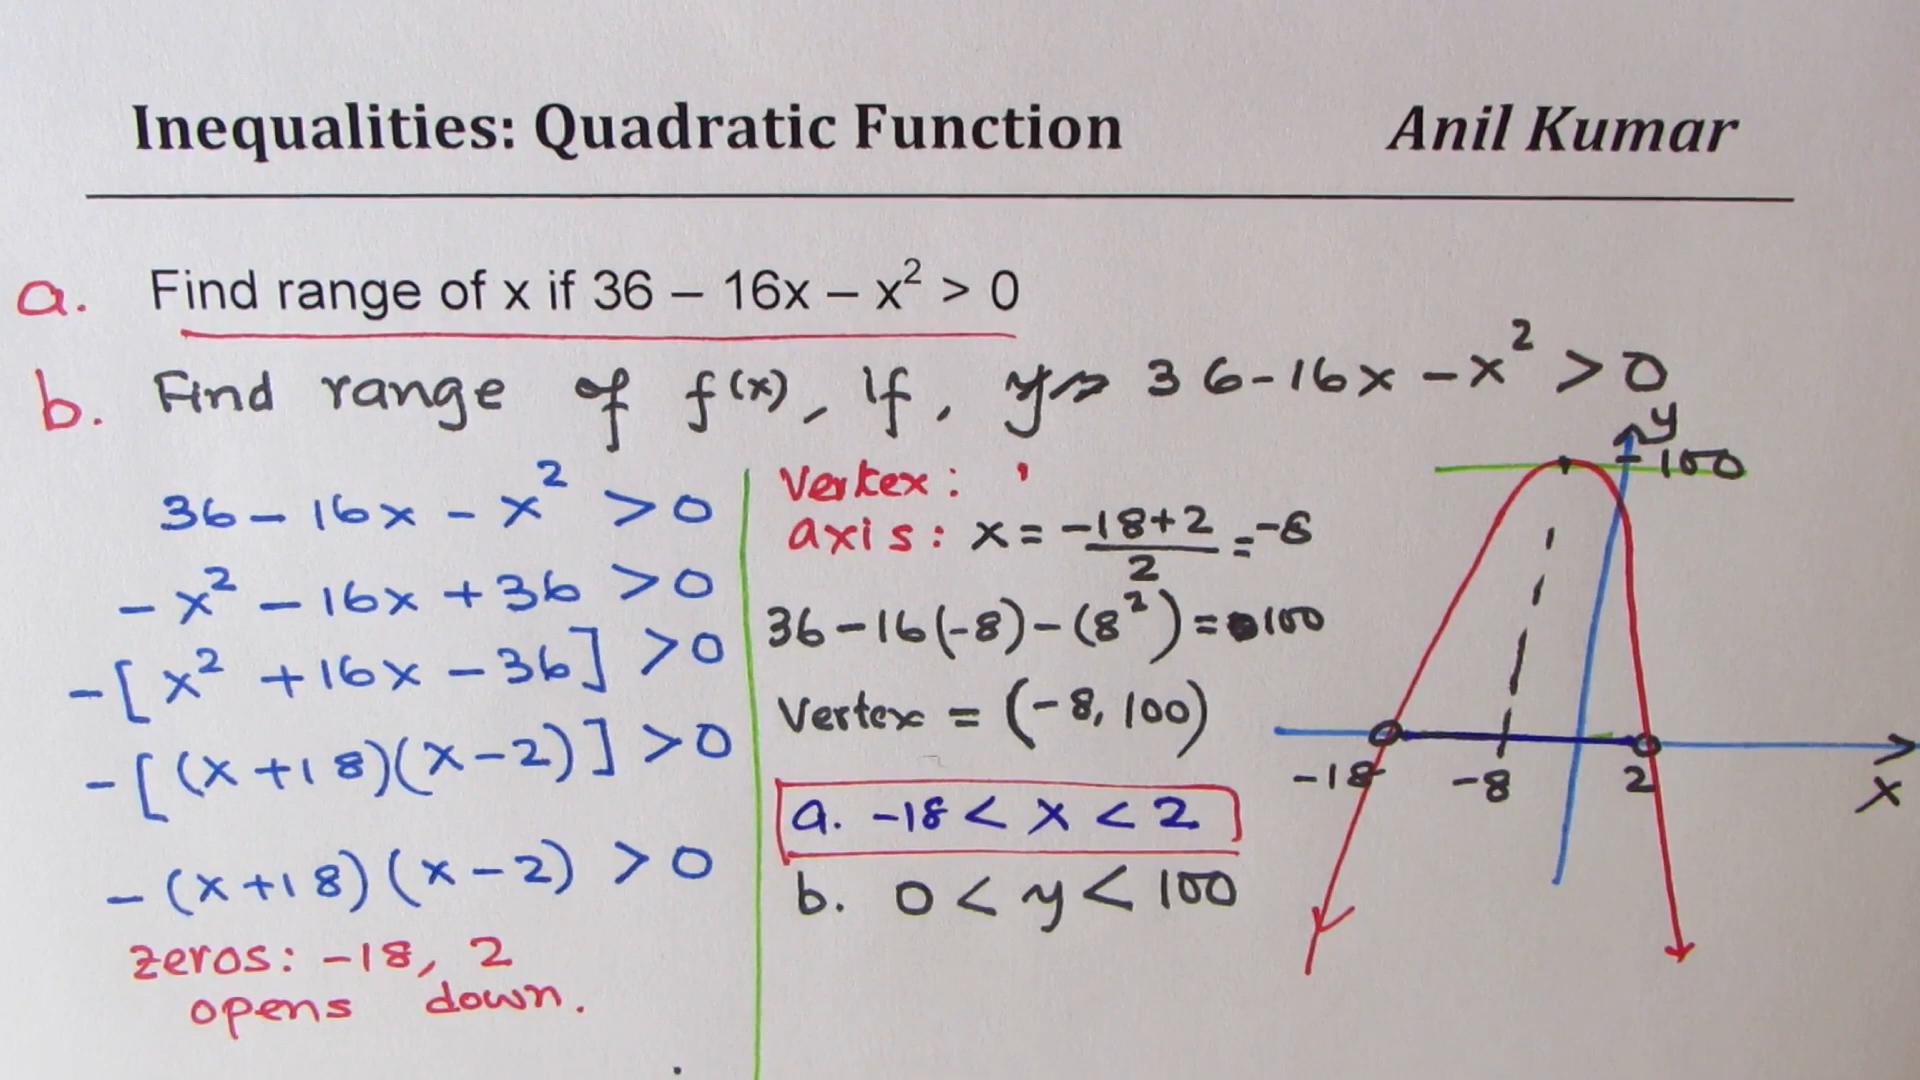 Inequalities: Quadratic Function Anil Kumar
a. Find range of x if 36 – 16x – x² > 0
b. Find range of f(x), if, y = 36-16x-x² > 0
36-16x-x² > 0
-x²-16x+36 > 0
-[x²+16x-36] > 0
-[(x+18)(x-2)] > 0
-(x+18)(x-2) > 0
zeros: -18, 2
opens down.
Vertex:
axis: x = (-18+2)/2 = -8
36-16(-8)-(8²) = 100
Vertex = (-8, 100)
a. -18 < x < 2
b. 0 < y < 100
y
100
-18
-8
2
x